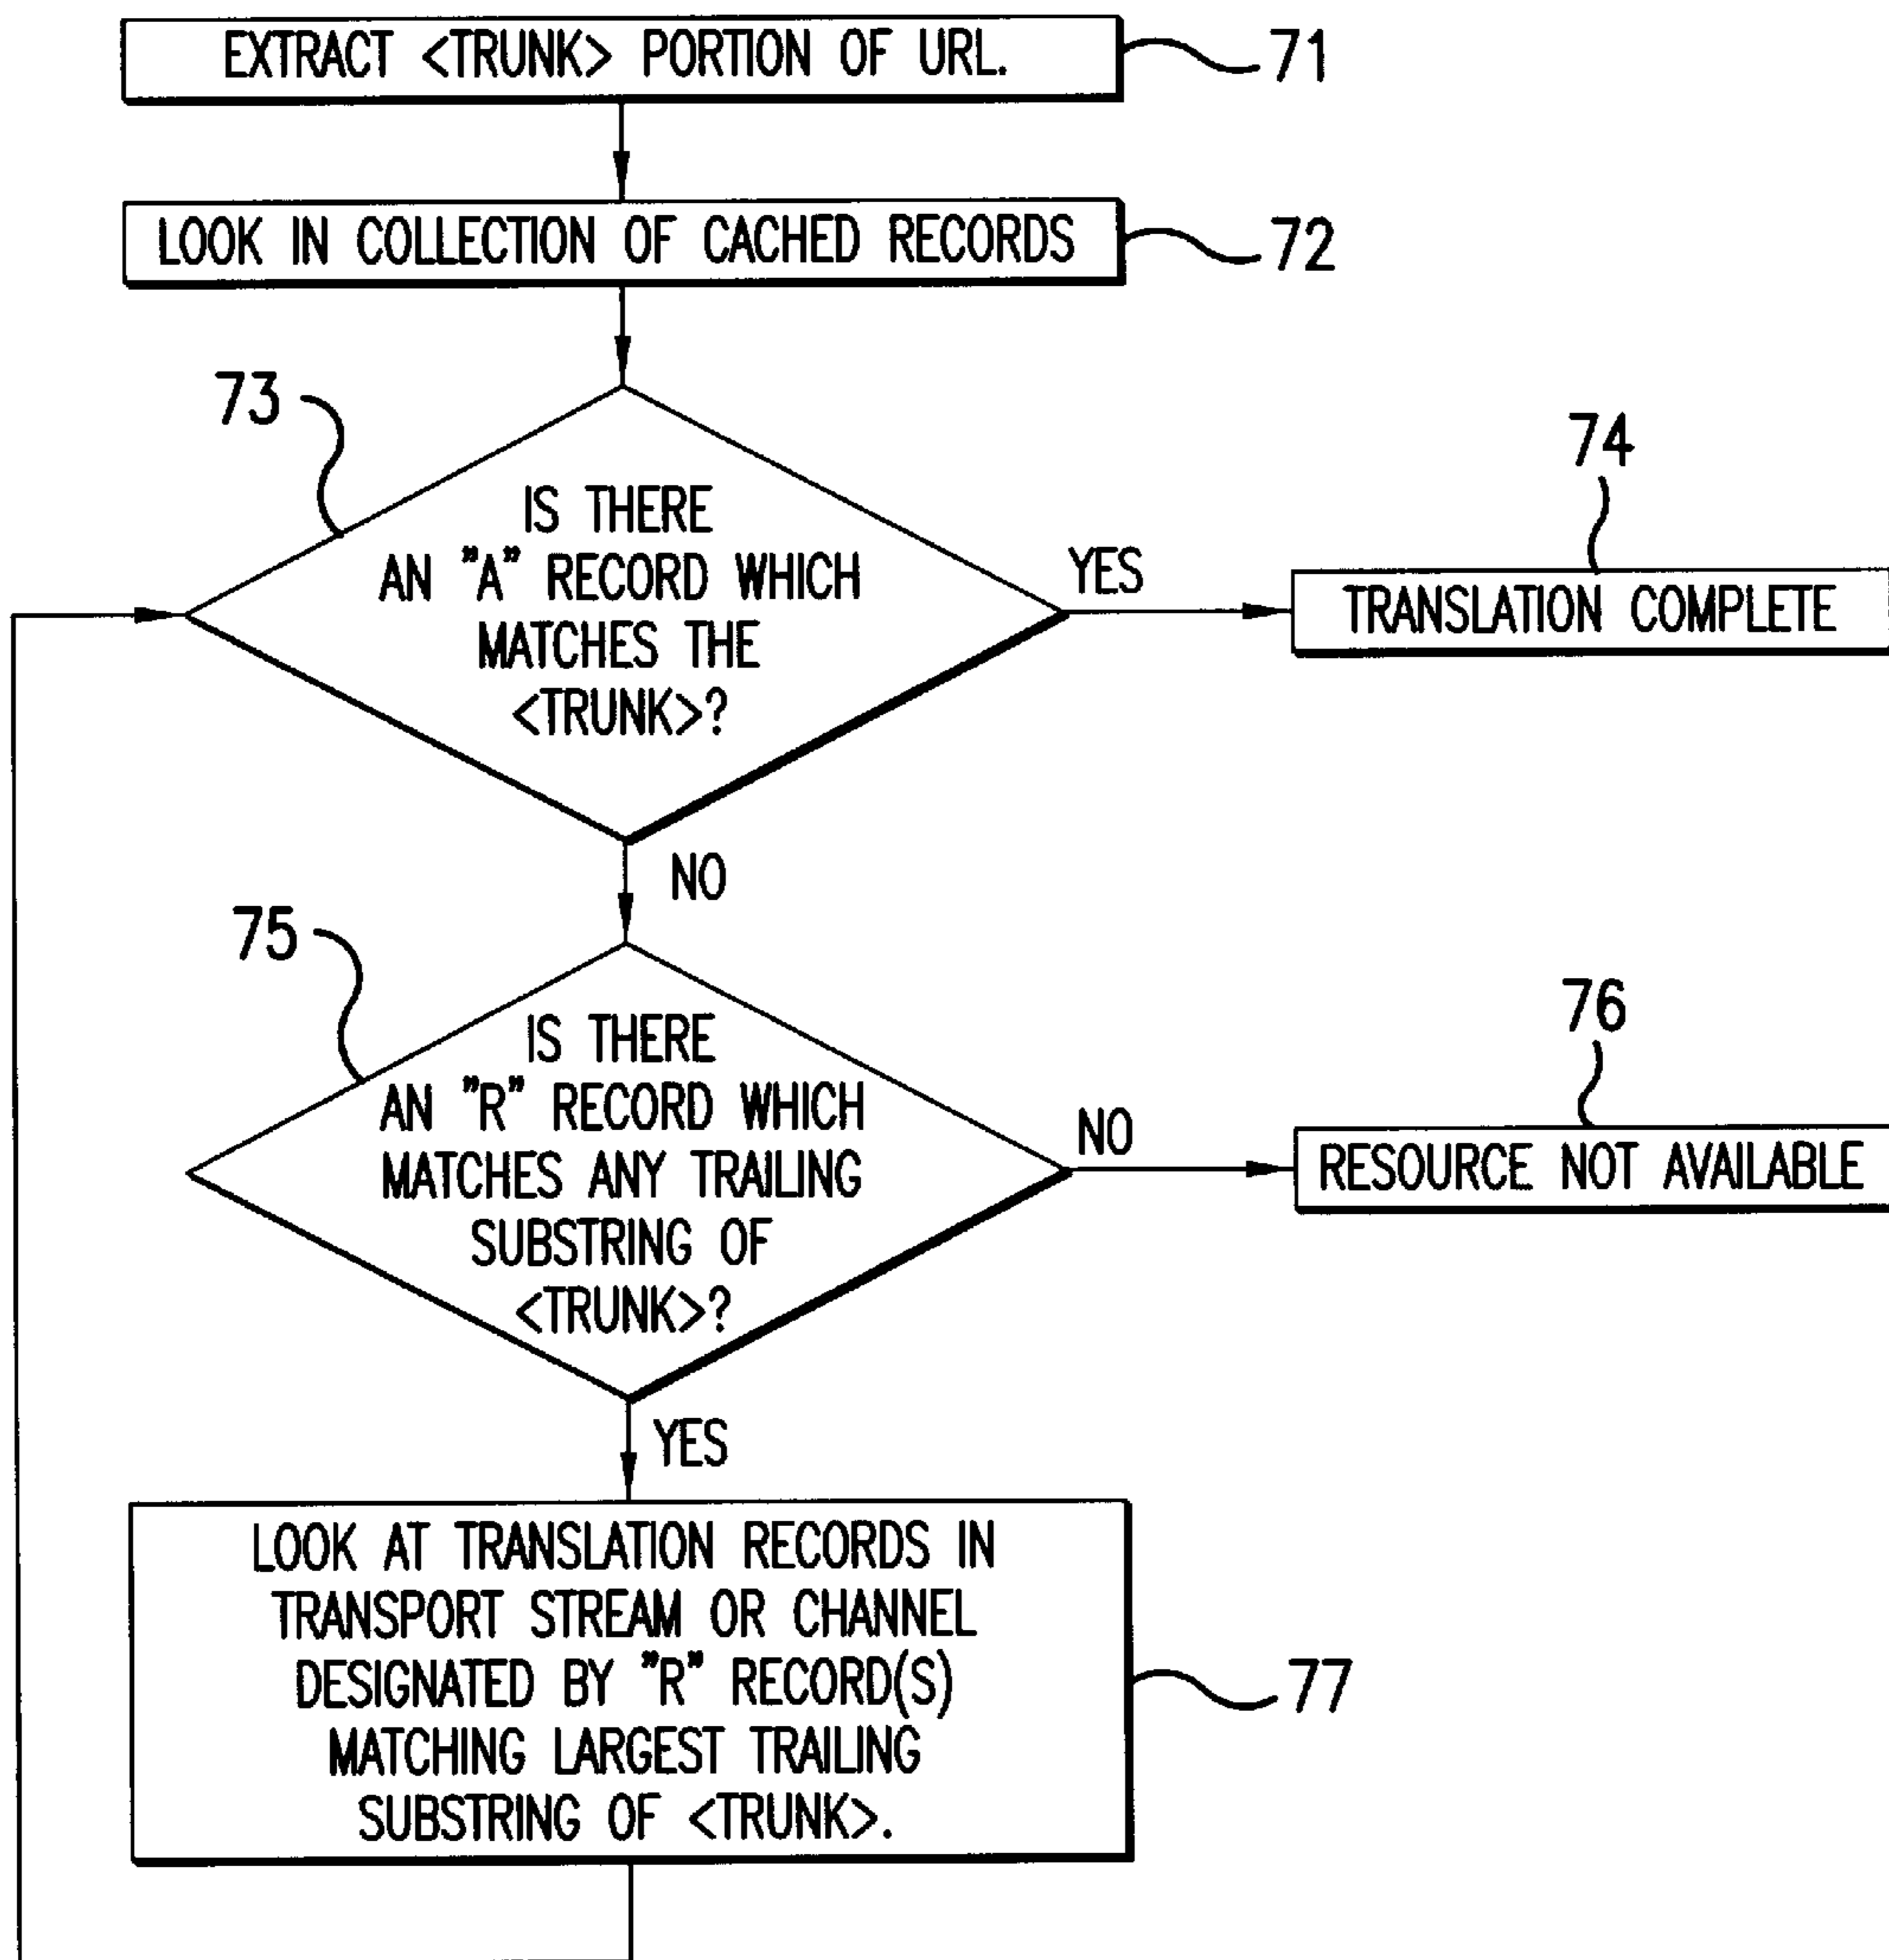 EXTRACT <TRUNK> PORTION OF URL.
71
LOOK IN COLLECTION OF CACHED RECORDS
72
73
IS THERE
AN "A" RECORD WHICH
MATCHES THE
<TRUNK>?
YES
74
TRANSLATION COMPLETE
NO
75
IS THERE
AN "R" RECORD WHICH
MATCHES ANY TRAILING
SUBSTRING OF
<TRUNK>?
NO
76
RESOURCE NOT AVAILABLE
YES
LOOK AT TRANSLATION RECORDS IN
TRANSPORT STREAM OR CHANNEL
DESIGNATED BY "R" RECORD(S)
MATCHING LARGEST TRAILING
SUBSTRING OF <TRUNK>.
77